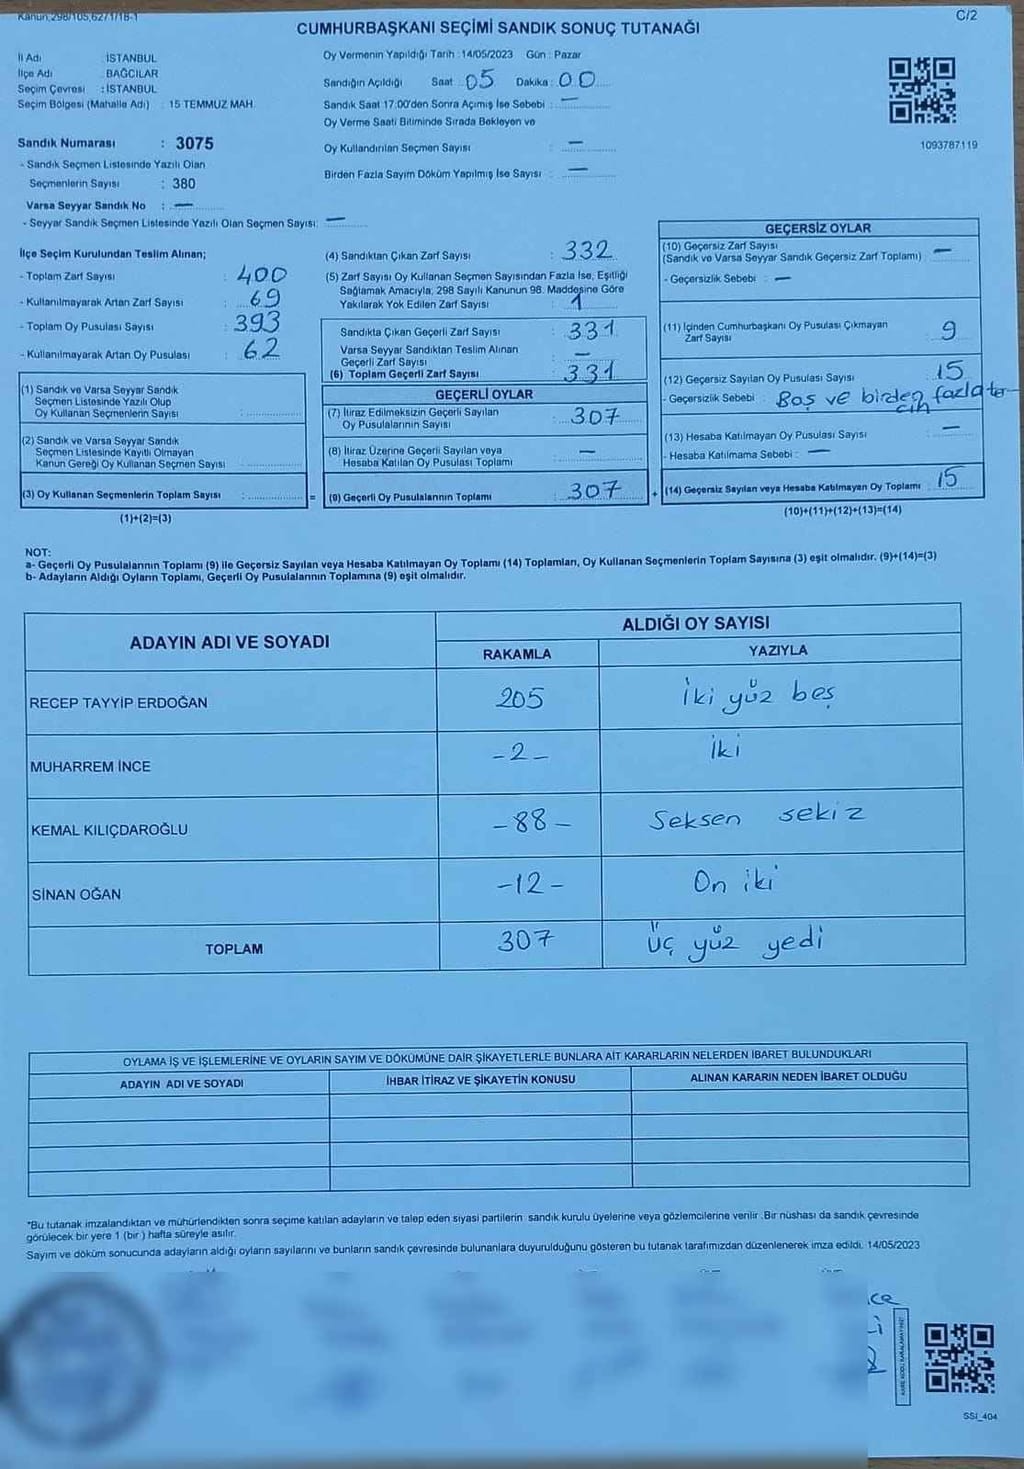 Kanun;298/105,6271/18-1
C/2
CUMHURBAŞKANI SEÇİMİ SANDIK SONUÇ TUTANAĞI
İl Adı : İSTANBUL
İlçe Adı : BAĞCILAR
Seçim Çevresi : İSTANBUL
Seçim Bölgesi (Mahalle Adı) : 15 TEMMUZ MAH.
Sandık Numarası : 3075
- Sandık Seçmen Listesinde Yazılı Olan
Seçmenlerin Sayısı : 380
Varsa Seyyar Sandık No : —
- Seyyar Sandık Seçmen Listesinde Yazılı Olan Seçmen Sayısı: —
Oy Vermenin Yapıldığı Tarih : 14/05/2023 Gün : Pazar
Sandığın Açıldığı Saat : 05 Dakika : 00
Sandık Saat 17.00'den Sonra Açımış İse Sebebi : —
Oy Verme Saati Bitiminde Sırada Bekleyen ve
Oy Kullandırılan Seçmen Sayısı : —
Birden Fazla Sayım Döküm Yapılmış İse Sayısı : —
1093787119
İlçe Seçim Kurulundan Teslim Alınan;
- Toplam Zarf Sayısı : 400
- Kullanılmayarak Artan Zarf Sayısı : 69
- Toplam Oy Pusulası Sayısı : 393
- Kullanılmayarak Artan Oy Pusulası : 62
(1) Sandık ve Varsa Seyyar Sandık
Seçmen Listesinde Yazılı Olup
Oy Kullanan Seçmenlerin Sayısı :
(2) Sandık ve Varsa Seyyar Sandık
Seçmen Listesinde Kayıtlı Olmayan
Kanun Gereği Oy Kullanan Seçmen Sayısı
(3) Oy Kullanan Seçmenlerin Toplam Sayısı :
(1)+(2)=(3)
(4) Sandıktan Çıkan Zarf Sayısı : 332
(5) Zarf Sayısı Oy Kullanan Seçmen Sayısından Fazla İse, Eşitliği
Sağlamak Amacıyla; 298 Sayılı Kanunun 98. Maddesine Göre
Yakılarak Yok Edilen Zarf Sayısı : 1
Sandıkta Çıkan Geçerli Zarf Sayısı : 331
Varsa Seyyar Sandıktan Teslim Alınan
Geçerli Zarf Sayısı : —
(6) Toplam Geçerli Zarf Sayısı : 331
GEÇERLİ OYLAR
(7) İtiraz Edilmeksizin Geçerli Sayılan
Oy Pusulalarının Sayısı : 307
(8) İtiraz Üzerine Geçerli Sayılan veya
Hesaba Katılan Oy Pusulası Toplamı : —
= (9) Geçerli Oy Pusulalarının Toplamı : 307
GEÇERSİZ OYLAR
(10) Geçersiz Zarf Sayısı
(Sandık ve Varsa Seyyar Sandık Geçersiz Zarf Toplamı) : —
- Geçersizlik Sebebi : —
(11) İçinden Cumhurbaşkanı Oy Pusulası Çıkmayan
Zarf Sayısı 9
(12) Geçersiz Sayılan Oy Pusulası Sayısı 15
- Geçersizlik Sebebi : Boş ve birden fazla ter-
cih
(13) Hesaba Katılmayan Oy Pusulası Sayısı : —
- Hesaba Katılmama Sebebi : —
+ (14) Geçersiz Sayılan veya Hesaba Katılmayan Oy Toplamı : 15
(10)+(11)+(12)+(13)=(14)
NOT:
a- Geçerli Oy Pusulalarının Toplamı (9) ile Geçersiz Sayılan veya Hesaba Katılmayan Oy Toplamı (14) Toplamları, Oy Kullanan Seçmenlerin Toplam Sayısına (3) eşit olmalıdır. (9)+(14)=(3)
b- Adayların Aldığı Oyların Toplamı, Geçerli Oy Pusulalarının Toplamına (9) eşit olmalıdır.
ADAYIN ADI VE SOYADI
ALDIĞI OY SAYISI
RAKAMLA YAZIYLA
RECEP TAYYİP ERDOĞAN 205 İki yüz beş
MUHARREM İNCE -2- İki
KEMAL KILIÇDAROĞLU -88- Seksen sekiz
SİNAN OĞAN -12- On iki
TOPLAM 307 Üç yüz yedi
OYLAMA İŞ VE İŞLEMLERİNE VE OYLARIN SAYIM VE DÖKÜMÜNE DAİR ŞİKAYETLERLE BUNLARA AİT KARARLARIN NELERDEN İBARET BULUNDUKLARI
ADAYIN ADI VE SOYADI İHBAR İTİRAZ VE ŞİKAYETİN KONUSU ALINAN KARARIN NEDEN İBARET OLDUĞU
*Bu tutanak imzalandıktan ve mühürlendikten sonra seçime katılan adayların ve talep eden siyasi partilerin sandık kurulu üyelerine veya gözlemcilerine verilir. Bir nüshası da sandık çevresinde
görülecek bir yere 1 (bir) hafta süreyle asılır.
Sayım ve döküm sonucunda adayların aldığı oyların sayılarını ve bunların sandık çevresinde bulunanlara duyurulduğunu gösteren bu tutanak tarafımızdan düzenlenerek imza edildi. 14/05/2023
SSİ_404